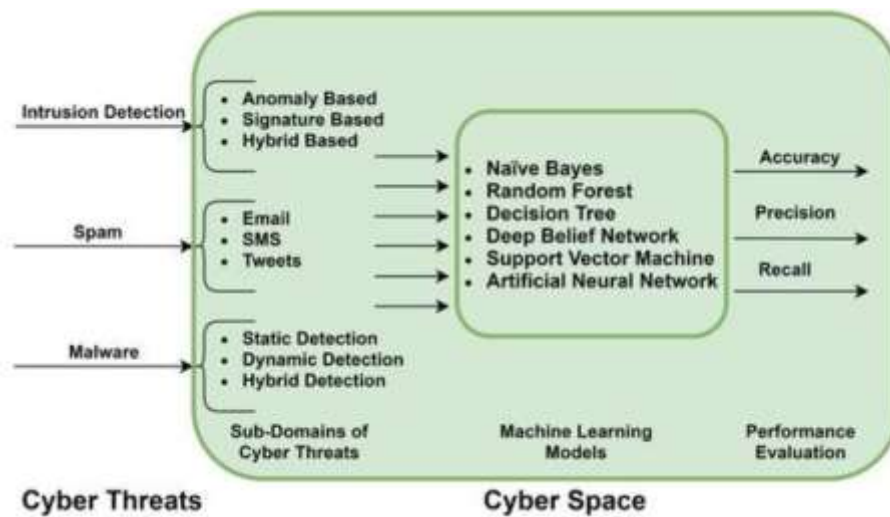 Intrusion Detection
• Anomaly Based
• Signature Based
• Hybrid Based
Spam
• Email
• SMS
• Tweets
Malware
• Static Detection
• Dynamic Detection
• Hybrid Detection
• Naïve Bayes
• Random Forest
• Decision Tree
• Deep Belief Network
• Support Vector Machine
• Artificial Neural Network
Accuracy
Precision
Recall
Sub-Domains of
Cyber Threats
Machine Learning
Models
Performance
Evaluation
Cyber Threats
Cyber Space